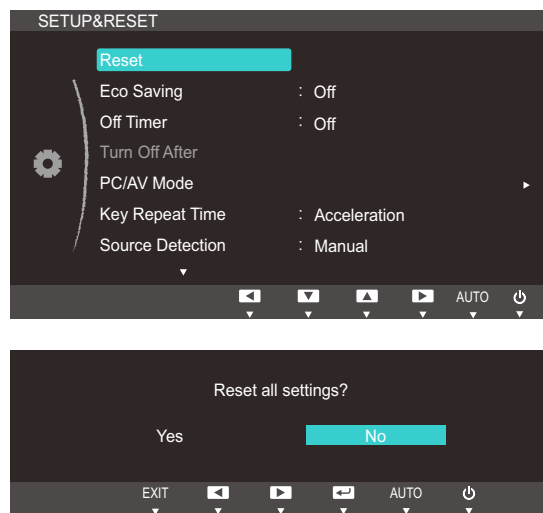 SETUP&RESET
Reset
Eco Saving : Off
Off Timer : Off
Turn Off After
PC/AV Mode
Key Repeat Time : Acceleration
Source Detection : Manual
AUTO
Reset all settings?
Yes No
EXIT AUTO